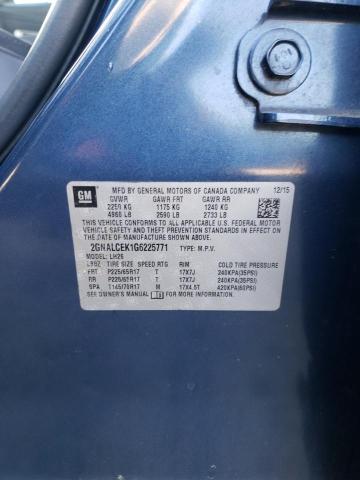 GM
MFD BY GENERAL MOTORS OF CANADA COMPANY 12/15
GVWR GAWR FRT GAWR RR
2250 KG 1175 KG 1240 KG
4960 LB 2590 LB 2733 LB
THIS VEHICLE CONFORMS TO ALL APPLICABLE U.S. FEDERAL MOTOR
VEHICLE SAFETY, BUMPER, AND THEFT PREVENTION STANDARDS IN
EFFECT ON THE DATE OF MANUFACTURE SHOWN ABOVE.
2GNALCEK1G6225771 TYPE: M.P.V.
MODEL: LH26
TIRE SIZE SPEED RTG RIM COLD TIRE PRESSURE
FRT P225/65R17 T 17X7J 240KPA(35PSI)
RR P225/65R17 T 17X7J 240KPA(35PSI)
SPA T145/70R17 M 17X4.5T 420KPA(60PSI)
SEE OWNER'S MANUAL FOR ADDITIONAL INFORMATION.